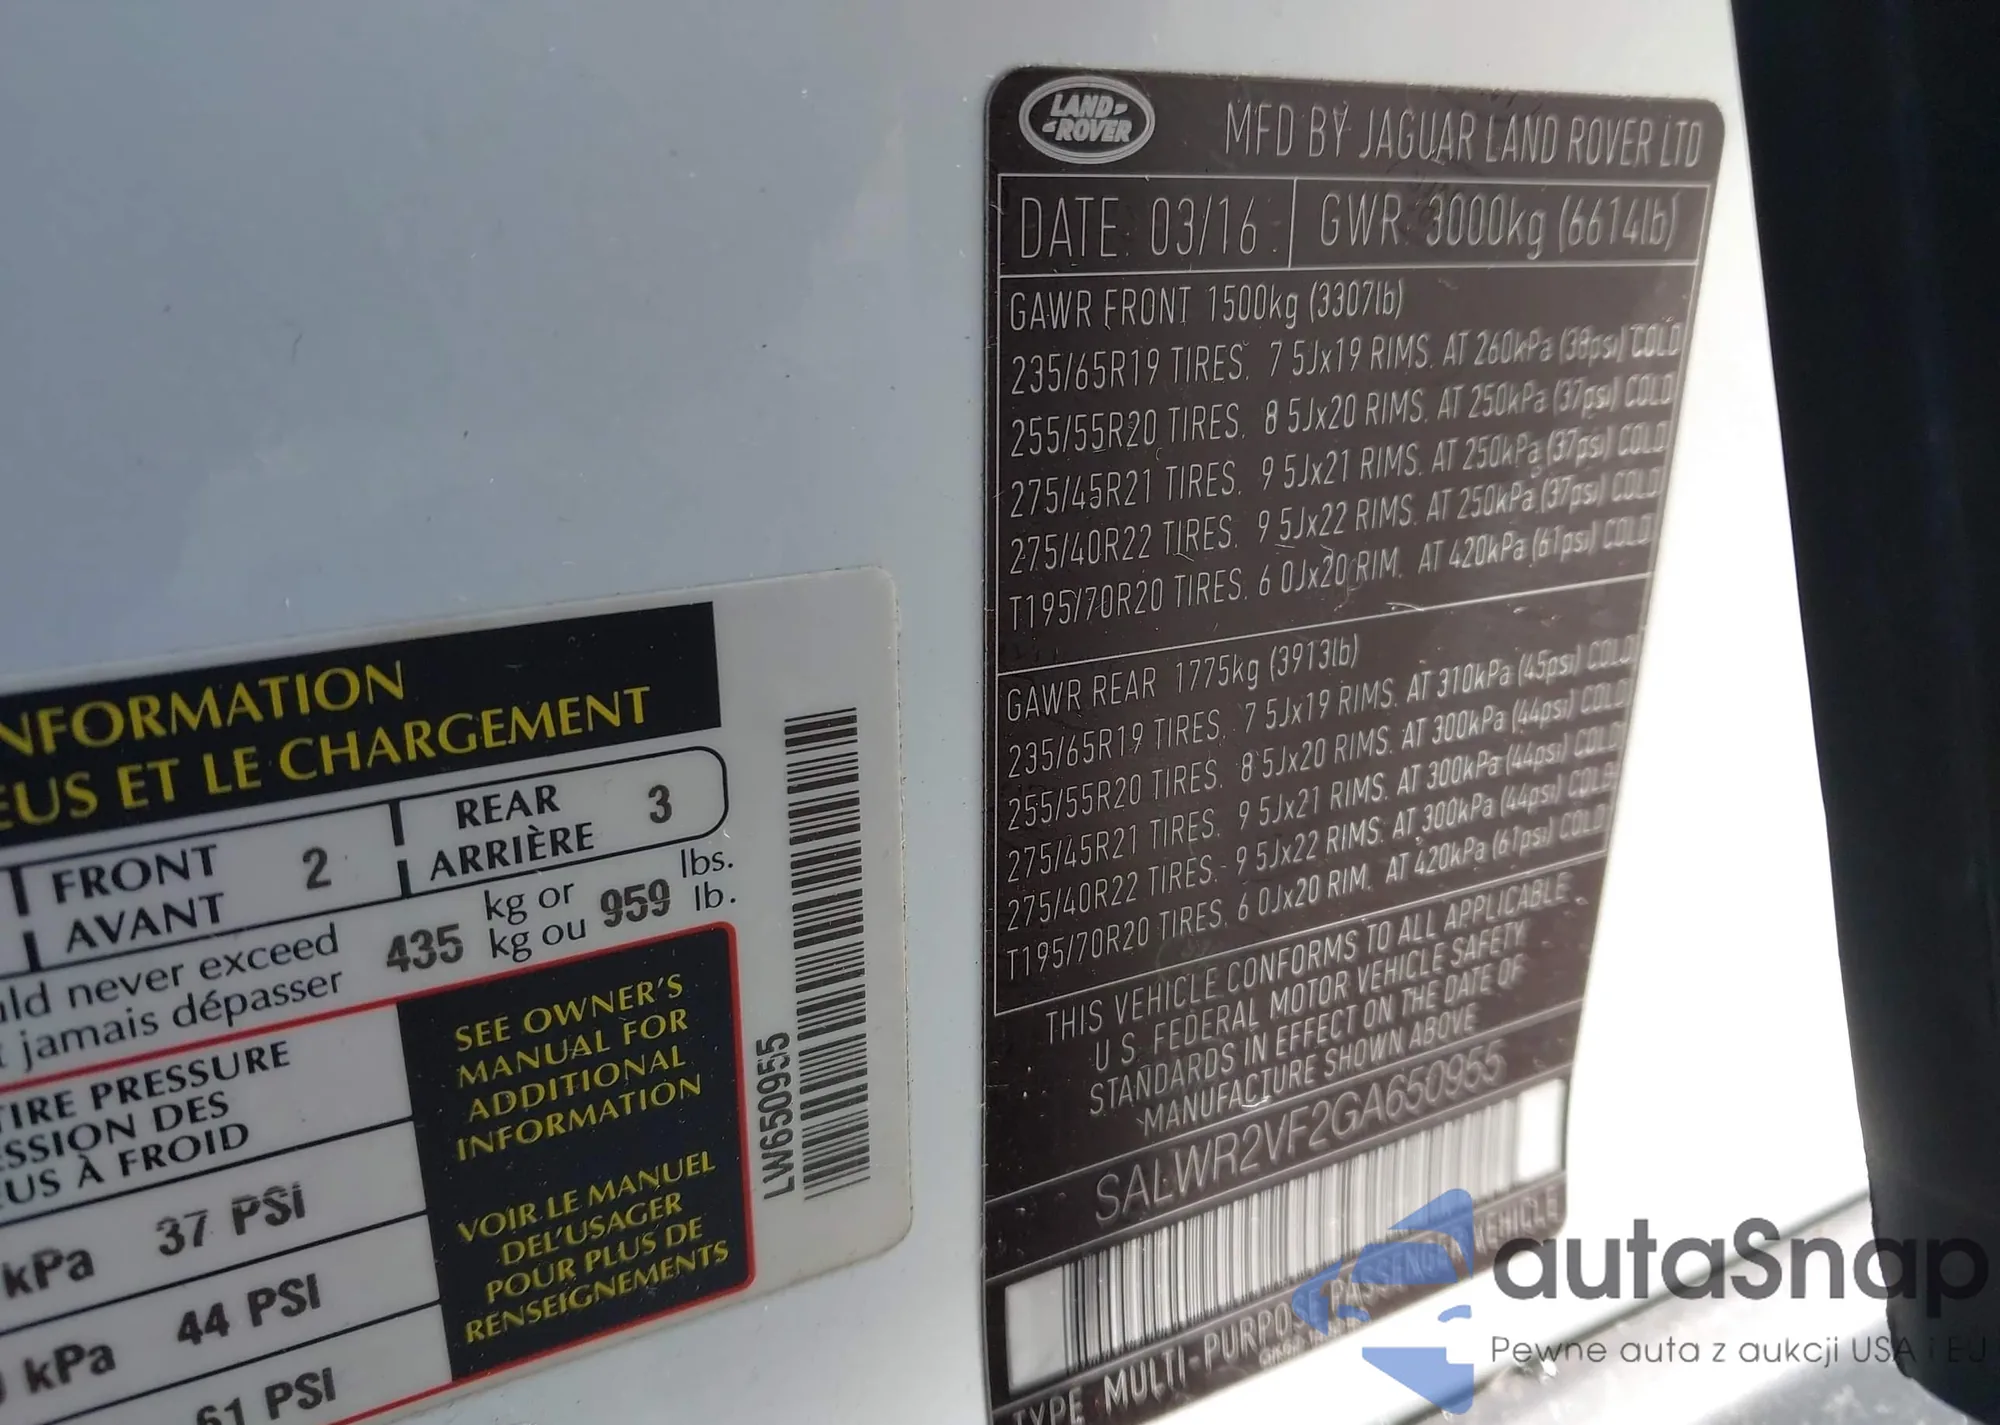 NFORMATION
EUS ET LE CHARGEMENT
FRONT 2 REAR 3
AVANT ARRIÈRE
uld never exceed 435 kg or 959 lbs.
t jamais dépasser kg ou lb.
TIRE PRESSURE
ESSION DES
EUS À FROID
kPa 37 PSI
kPa 44 PSI
61 PSI
SEE OWNER'S
MANUAL FOR
ADDITIONAL
INFORMATION
VOIR LE MANUEL
DEL'USAGER
POUR PLUS DE
RENSEIGNEMENTS
LW650955
LAND
ROVER
MFD BY JAGUAR LAND ROVER LTD
DATE. 03/16 GWR. 3000kg (6614lb)
GAWR FRONT 1500kg (3307lb)
235/65R19 TIRES. 7 5Jx19 RIMS. AT 260kPa (38psi) COLD
255/55R20 TIRES. 8 5Jx20 RIMS. AT 250kPa (37psi) COLD
275/45R21 TIRES. 9 5Jx21 RIMS. AT 250kPa (37psi) COLD
275/40R22 TIRES. 9 5Jx22 RIMS. AT 250kPa (37psi) COLD
T195/70R20 TIRES. 6 0Jx20 RIM. AT 420kPa (61psi) COLD
GAWR REAR 1775kg (3913lb)
235/65R19 TIRES. 7 5Jx19 RIMS. AT 310kPa (45psi) COLD
255/55R20 TIRES. 8 5Jx20 RIMS. AT 300kPa (44psi) COLD
275/45R21 TIRES. 9 5Jx21 RIMS. AT 300kPa (44psi) COLD
275/40R22 TIRES. 9 5Jx22 RIMS. AT 300kPa (44psi) COLD
T195/70R20 TIRES. 6 0Jx20 RIM. AT 420kPa (61psi) COLD
THIS VEHICLE CONFORMS TO ALL APPLICABLE
U S. FEDERAL MOTOR VEHICLE SAFETY
STANDARDS IN EFFECT ON THE DATE OF
MANUFACTURE SHOWN ABOVE
SALWR2VF2GA650955
TYPE MULTI-PURPOSE PASSENGER VEHICLE
autaSnap
Pewne auta z aukcji USA i EU